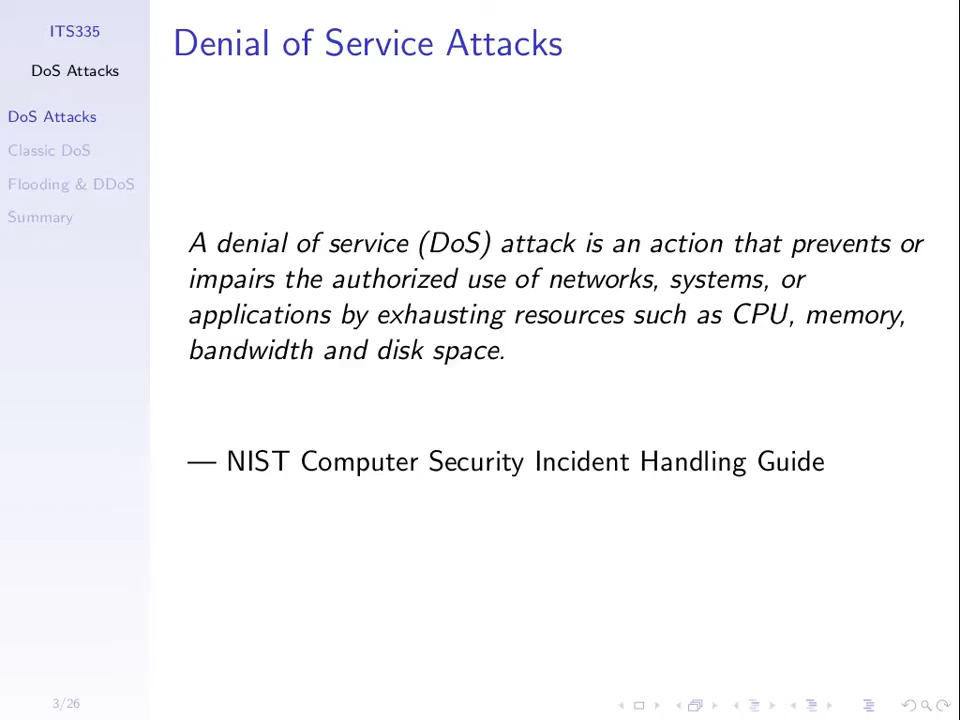 ITS335
DoS Attacks
DoS Attacks
Classic DoS
Flooding & DDoS
Summary
Denial of Service Attacks
A denial of service (DoS) attack is an action that prevents or
impairs the authorized use of networks, systems, or
applications by exhausting resources such as CPU, memory,
bandwidth and disk space.
— NIST Computer Security Incident Handling Guide
3/26